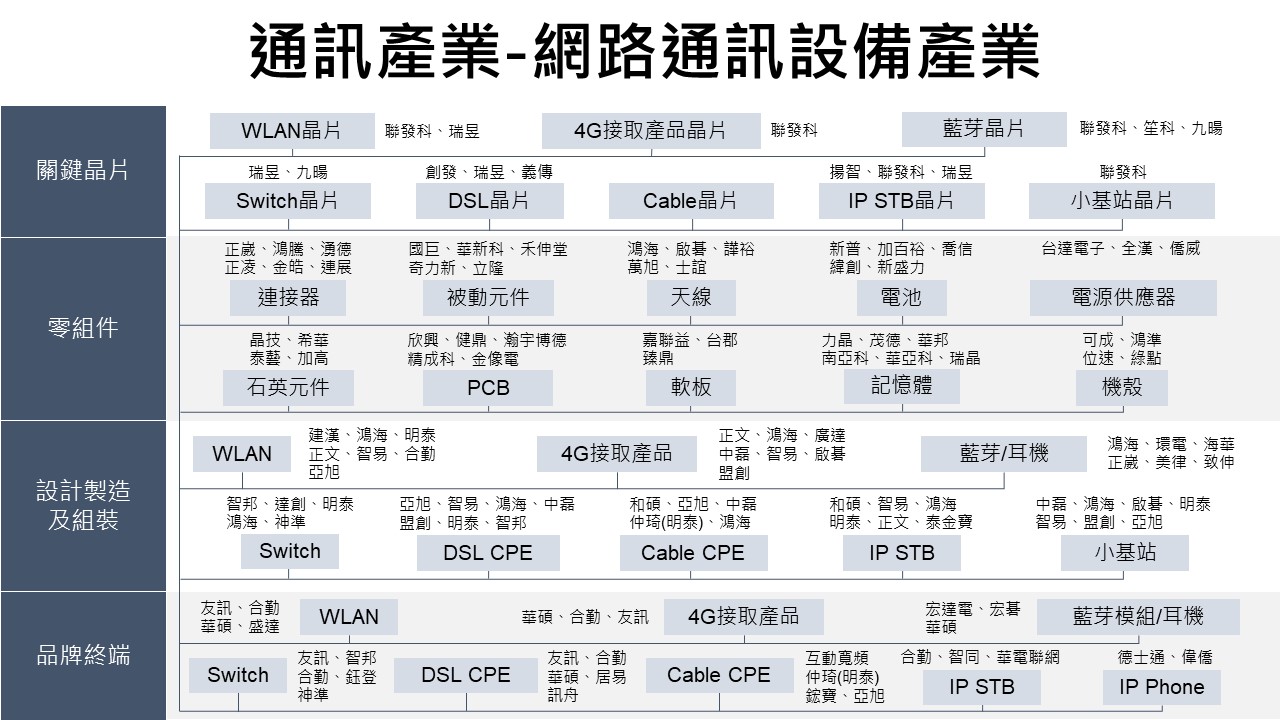 通訊產業-網路通訊設備產業
關鍵晶片
WLAN晶片
聯發科、瑞昱
4G接取產品晶片
聯發科
藍芽晶片
聯發科、笙科、九暘
瑞昱、九暘
Switch晶片
創發、瑞昱、義傳
DSL晶片
Cable晶片
揚智、聯發科、瑞昱
IP STB晶片
聯發科
小基站晶片
零組件
正崴、鴻騰、湧德
正凌、金皓、連展
連接器
國巨、華新科、禾伸堂
奇力新、立隆
被動元件
鴻海、啟碁、譁裕
萬旭、士誼
天線
新普、加百裕、喬信
緯創、新盛力
電池
台達電子、全漢、僑威
電源供應器
晶技、希華
泰藝、加高
石英元件
欣興、健鼎、瀚宇博德
精成科、金像電
PCB
嘉聯益、台郡
臻鼎
軟板
力晶、茂德、華邦
南亞科、華亞科、瑞晶
記憶體
可成、鴻準
位速、綠點
機殼
設計製造
及組裝
WLAN
建漢、鴻海、明泰
正文、智易、合勤
亞旭
4G接取產品
正文、鴻海、廣達
中磊、智易、啟碁
盟創
藍芽/耳機
鴻海、環電、海華
正崴、美律、致伸
智邦、達創、明泰
鴻海、神準
Switch
亞旭、智易、鴻海、中磊
盟創、明泰、智邦
DSL CPE
和碩、亞旭、中磊
仲琦(明泰)、鴻海
Cable CPE
和碩、智易、鴻海
明泰、正文、泰金寶
IP STB
中磊、鴻海、啟碁、明泰
智易、盟創、亞旭
小基站
品牌終端
友訊、合勤
華碩、盛達
WLAN
華碩、合勤、友訊
4G接取產品
宏達電、宏碁
華碩
藍芽模組/耳機
Switch
友訊、智邦
合勤、鈺登
神準
DSL CPE
友訊、合勤
華碩、居易
訊舟
Cable CPE
互動寬頻
仲琦(明泰)
鋐寶、亞旭
合勤、智同、華電聯網
IP STB
德士通、偉僑
IP Phone